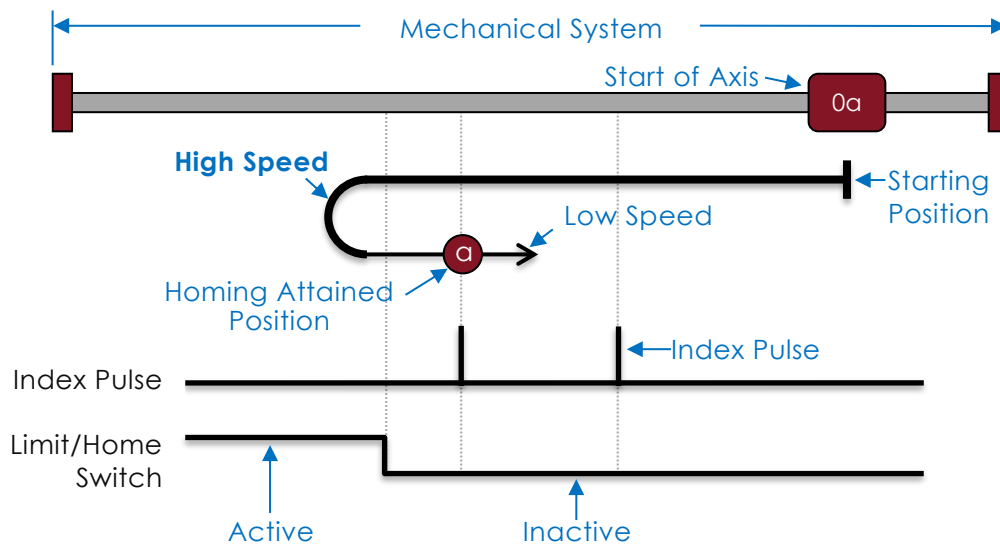 Mechanical System
Start of Axis
0a
High Speed
Starting
Position
Low Speed
a
Homing Attained
Position
Index Pulse
Index Pulse
Limit/Home
Switch
Active
Inactive